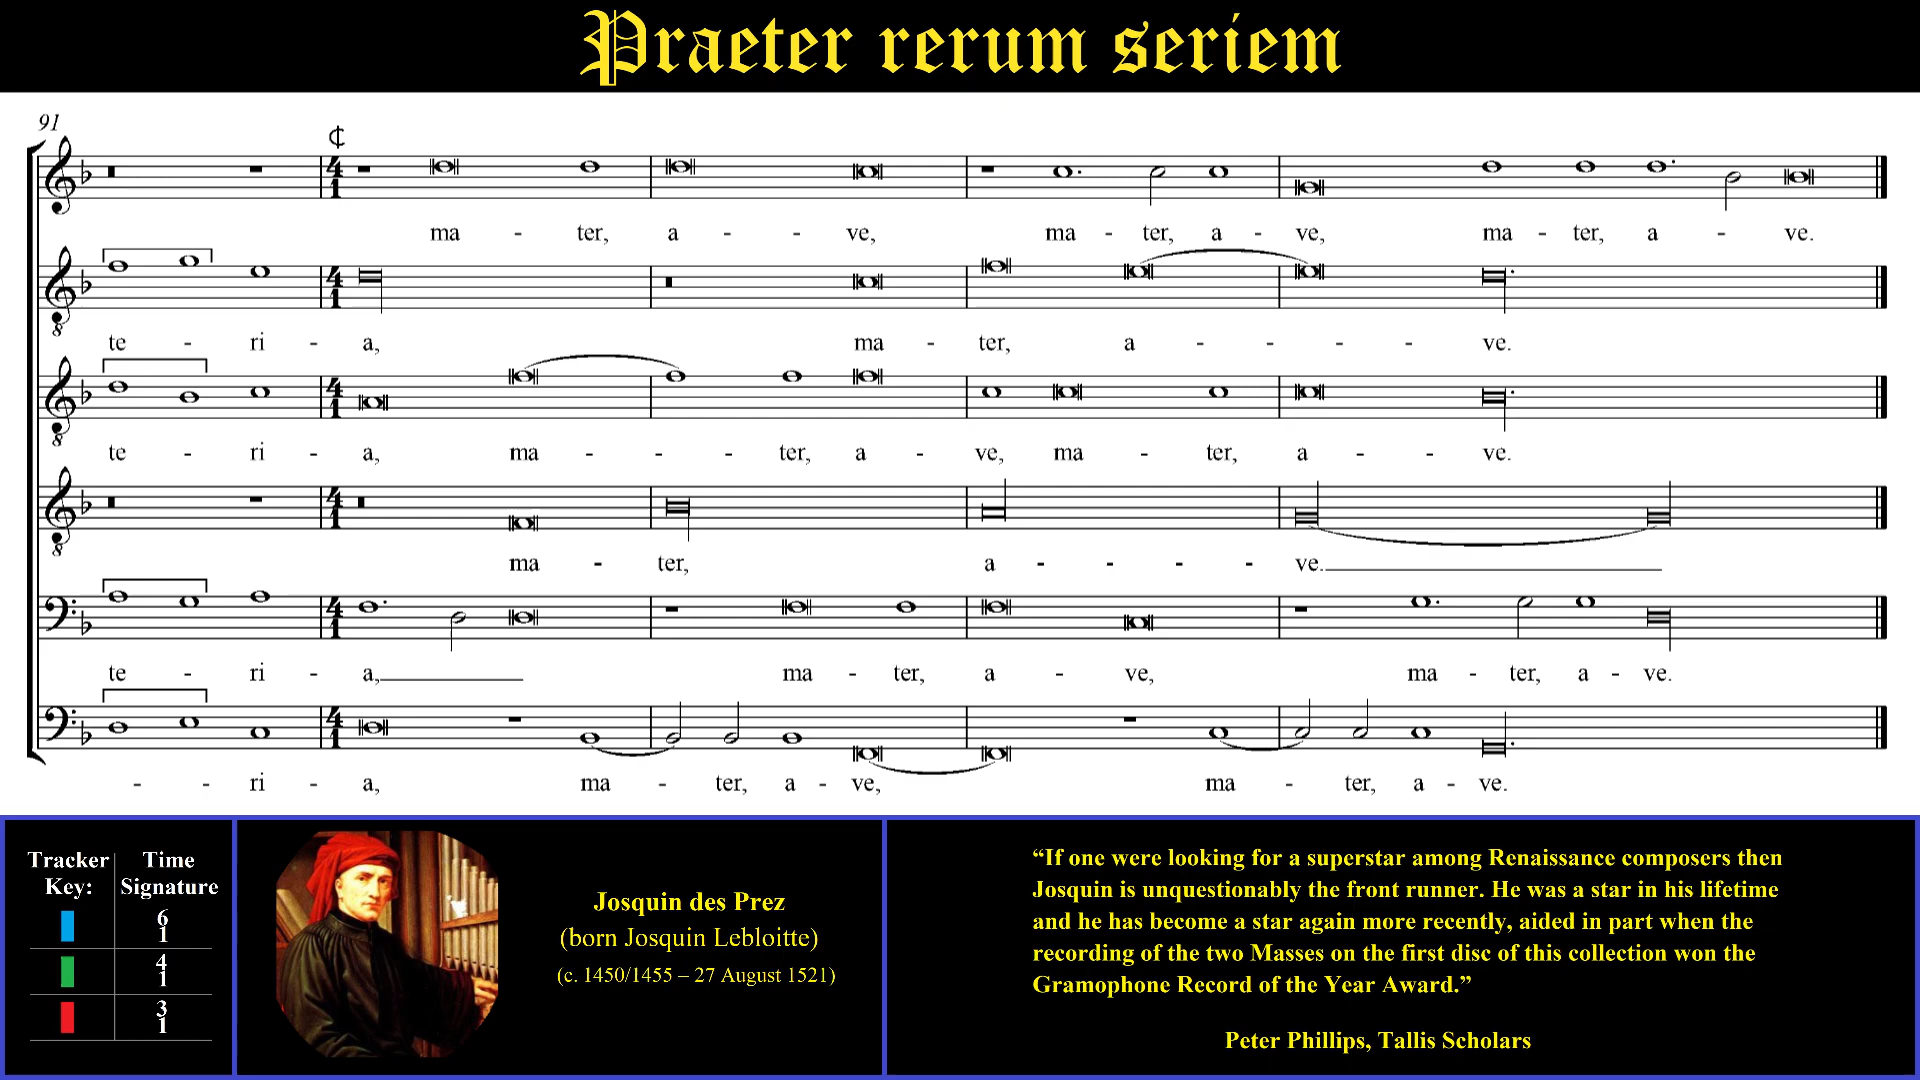 Praeter rerum seriem
91
ma - ter, a - - ve, ma - ter, a - ve, ma - ter, a - ve.
te - ri - a, ma - ter, a - - - - ve.
te - ri - a, ma - - - ter, a - ve, ma - ter, a - - ve.
ma - ter, a - - - - ve.
te - ri - a, ma - ter, a - ve, ma - ter, a - ve.
- - ri - a, ma - ter, a - ve, ma - ter, a - ve.
Tracker Key: Time Signature
6
1
4
1
3
1
Josquin des Prez
(born Josquin Lebloitte)
(c. 1450/1455 – 27 August 1521)
“If one were looking for a superstar among Renaissance composers then
Josquin is unquestionably the front runner. He was a star in his lifetime
and he has become a star again more recently, aided in part when the
recording of the two Masses on the first disc of this collection won the
Gramophone Record of the Year Award.”
Peter Phillips, Tallis Scholars